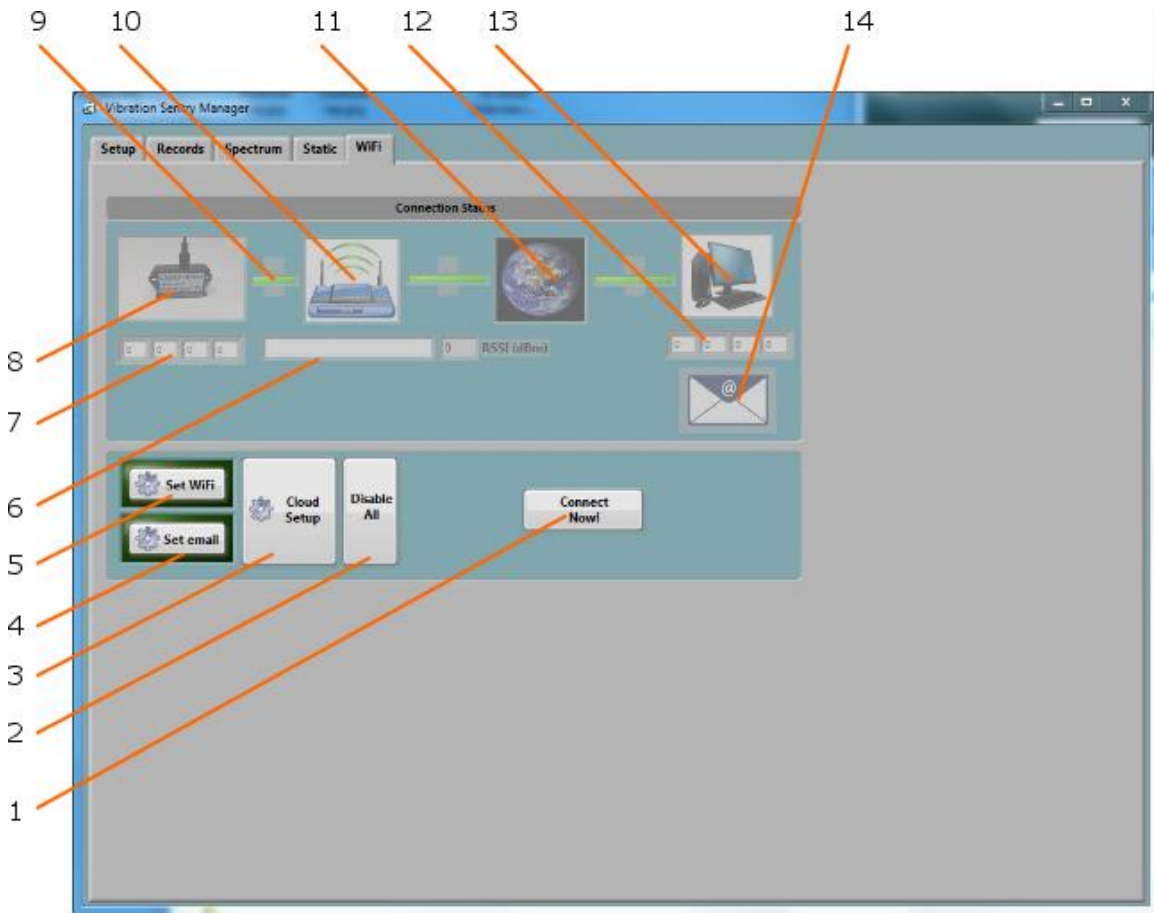 9 10 11 12 13 14
Vibration Sentry Manager
Setup Records Spectrum Static WiFi
Connection Status
0 0 0 0
0 RSSI (dBm)
0 0 0 0
@
8
7
6
5
4
3
2
1
Set WiFi
Set email
Cloud
Setup
Disable
All
Connect
Now!